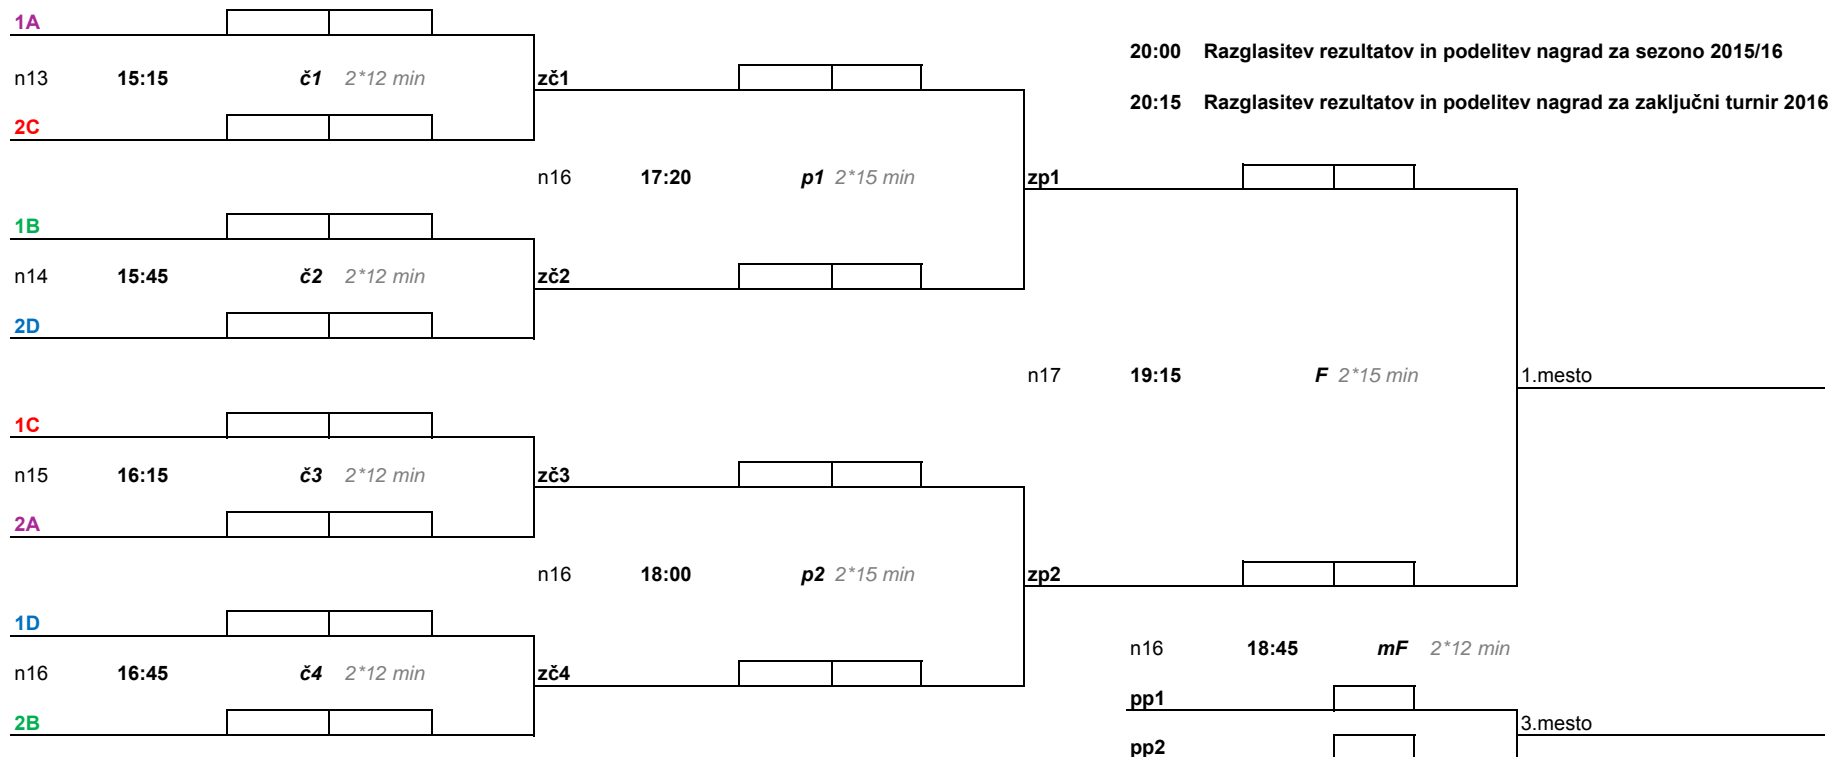 1A
20:00 Razglasitev rezultatov in podelitev nagrad za sezono 2015/16
n13 15:15 č1 2*12 min zč1
20:15 Razglasitev rezultatov in podelitev nagrad za zaključni turnir 2016
2C
n16 17:20 p1 2*15 min zp1
1B
n14 15:45 č2 2*12 min zč2
2D
n17 19:15 F 2*15 min 1.mesto
1C
n15 16:15 č3 2*12 min zč3
2A
n16 18:00 p2 2*15 min zp2
1D
n16 18:45 mF 2*12 min
n16 16:45 č4 2*12 min zč4
pp1
2B 3.mesto
pp2